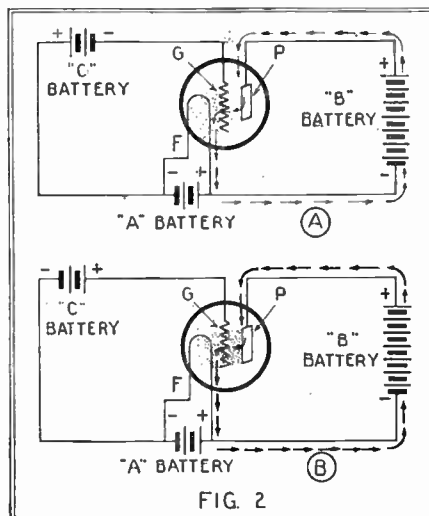 + -
"C"
BATTERY
G
P
"B"
BATTERY
+
-
F
- +
"A" BATTERY
A
- +
"C"
BATTERY
G
P
"B"
BATTERY
+
-
F
- +
"A" BATTERY
B
FIG. 2